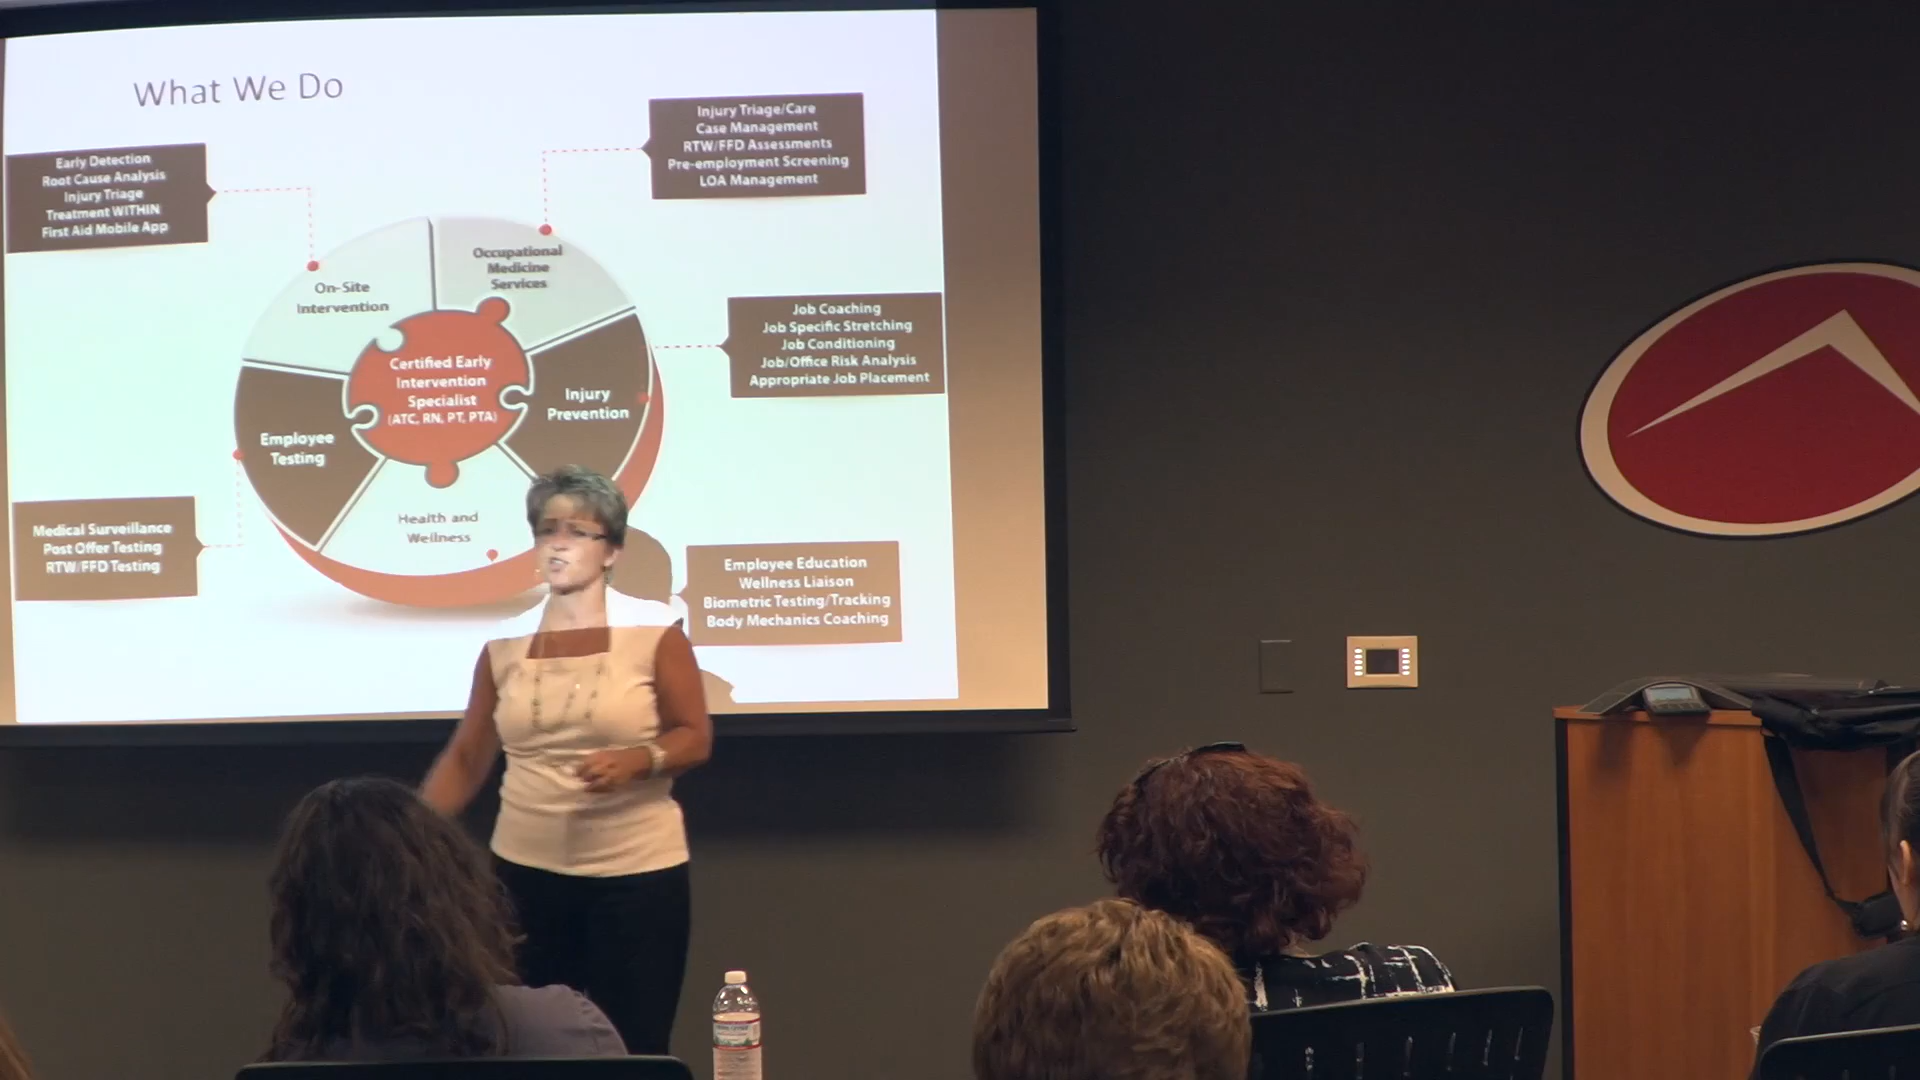 What We Do
Early Detection
Root Cause Analysis
Injury Triage
Treatment WITHIN
First Aid Mobile App
Injury Triage/Care
Case Management
RTW/FFD Assessments
Pre-employment Screening
LOA Management
On-Site
Intervention
Occupational
Medicine
Services
Job Coaching
Job Specific Stretching
Job Conditioning
Job/Office Risk Analysis
Appropriate Job Placement
Certified Early
Intervention
Specialist
(ATC, RN, PT, PTA)
Injury
Prevention
Employee
Testing
Health and
Wellness
Medical Surveillance
Post Offer Testing
RTW/FFD Testing
Employee Education
Wellness Liaison
Biometric Testing/Tracking
Body Mechanics Coaching